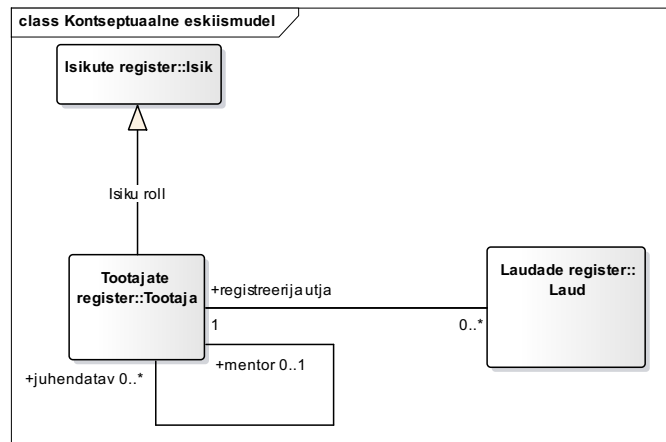 class Kontseptuaalne eskiismudel
Isikute register::Isik
Isiku roll
Tootajate
register::Tootaja
+registreerija utja
1
0..*
Laudade register::
Laud
+mentor 0..1
+juhendatav 0..*